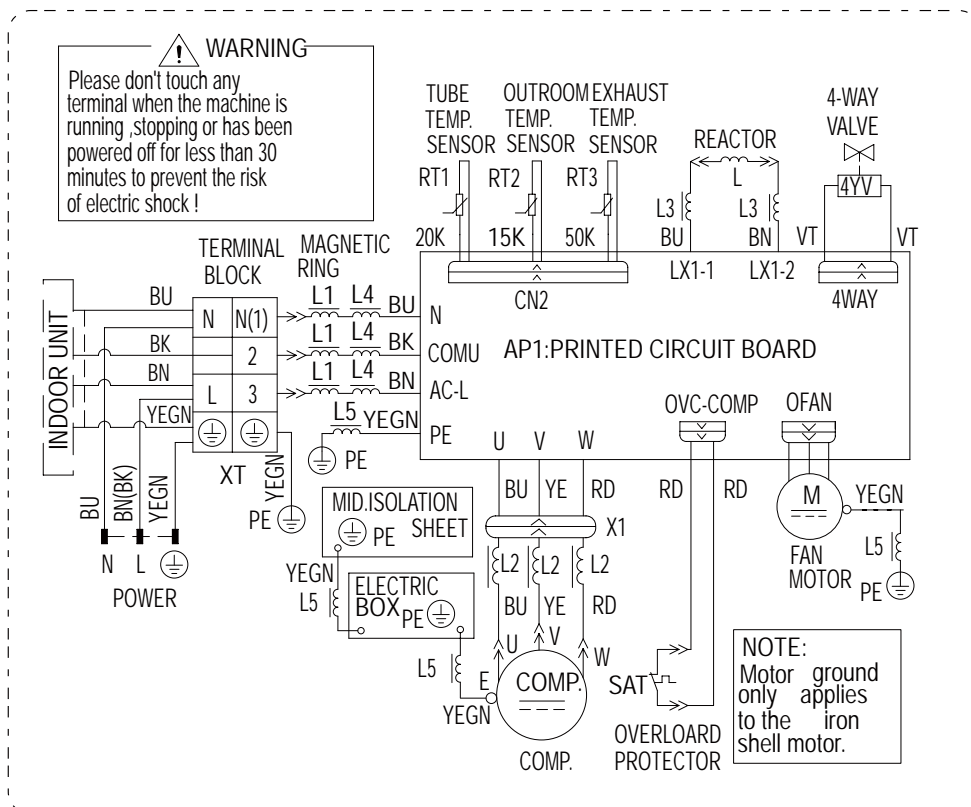 WARNING
Please don't touch any
terminal when the machine is
running ,stopping or has been
powered off for less than 30
minutes to prevent the risk
of electric shock !
TUBE
TEMP.
SENSOR
OUTROOM
TEMP.
SENSOR
EXHAUST
TEMP.
SENSOR
4-WAY
VALVE
REACTOR
L
RT1
RT2
RT3
4YV
L3
L3
20K
15K
50K
BU
BN
VT
VT
LX1-1
LX1-2
CN2
4WAY
TERMINAL
BLOCK
MAGNETIC
RING
INDOOR UNIT
BU
N
N(1)
L1
L4
BU
N
BK
2
L1
L4
BK
COMU
AP1:PRINTED CIRCUIT BOARD
BN
L
3
L1
L4
BN
AC-L
YEGN
L5
YEGN
PE
PE
OVC-COMP
OFAN
U
V
W
XT
YEGN
PE
BU
BN(BK)
YEGN
N
L
POWER
MID.ISOLATION
SHEET
PE
BU
YE
RD
X1
RD
RD
M
YEGN
FAN
MOTOR
L5
PE
YEGN
L5
ELECTRIC
BOX
PE
L2
L2
L2
BU
YE
RD
U
V
W
L5
E
YEGN
COMP.
COMP.
SAT
OVERLOARD
PROTECTOR
NOTE:
Motor ground
only applies
to the iron
shell motor.